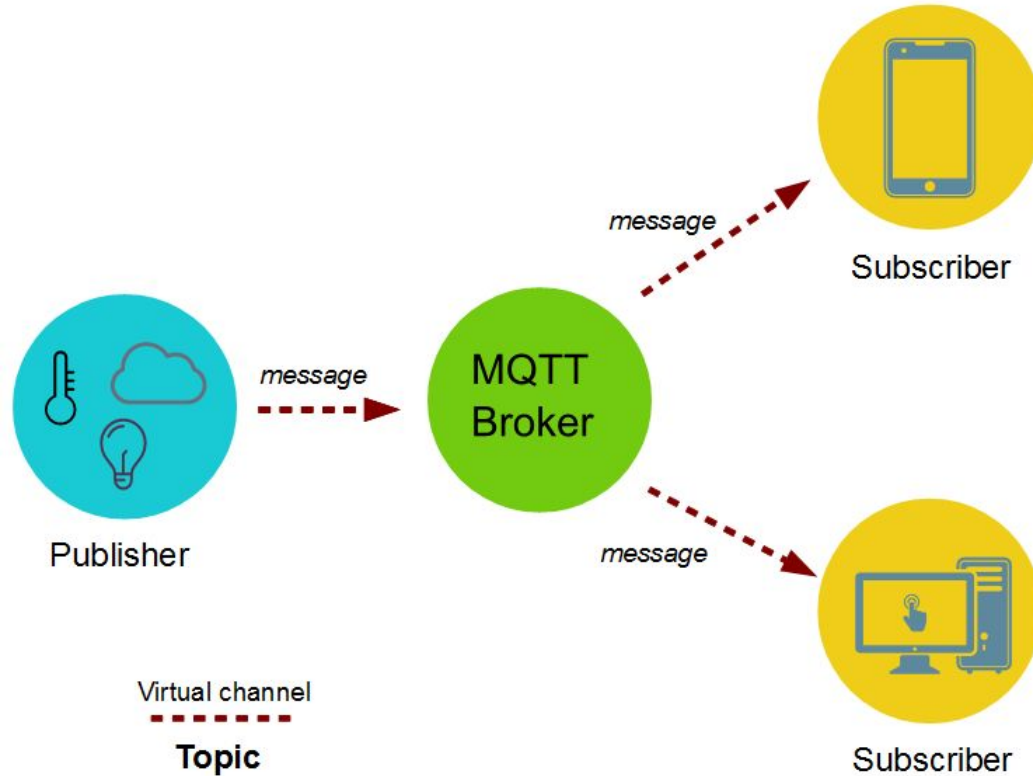 message
Subscriber
message
MQTT
Broker
Publisher
message
Subscriber
Virtual channel
Topic